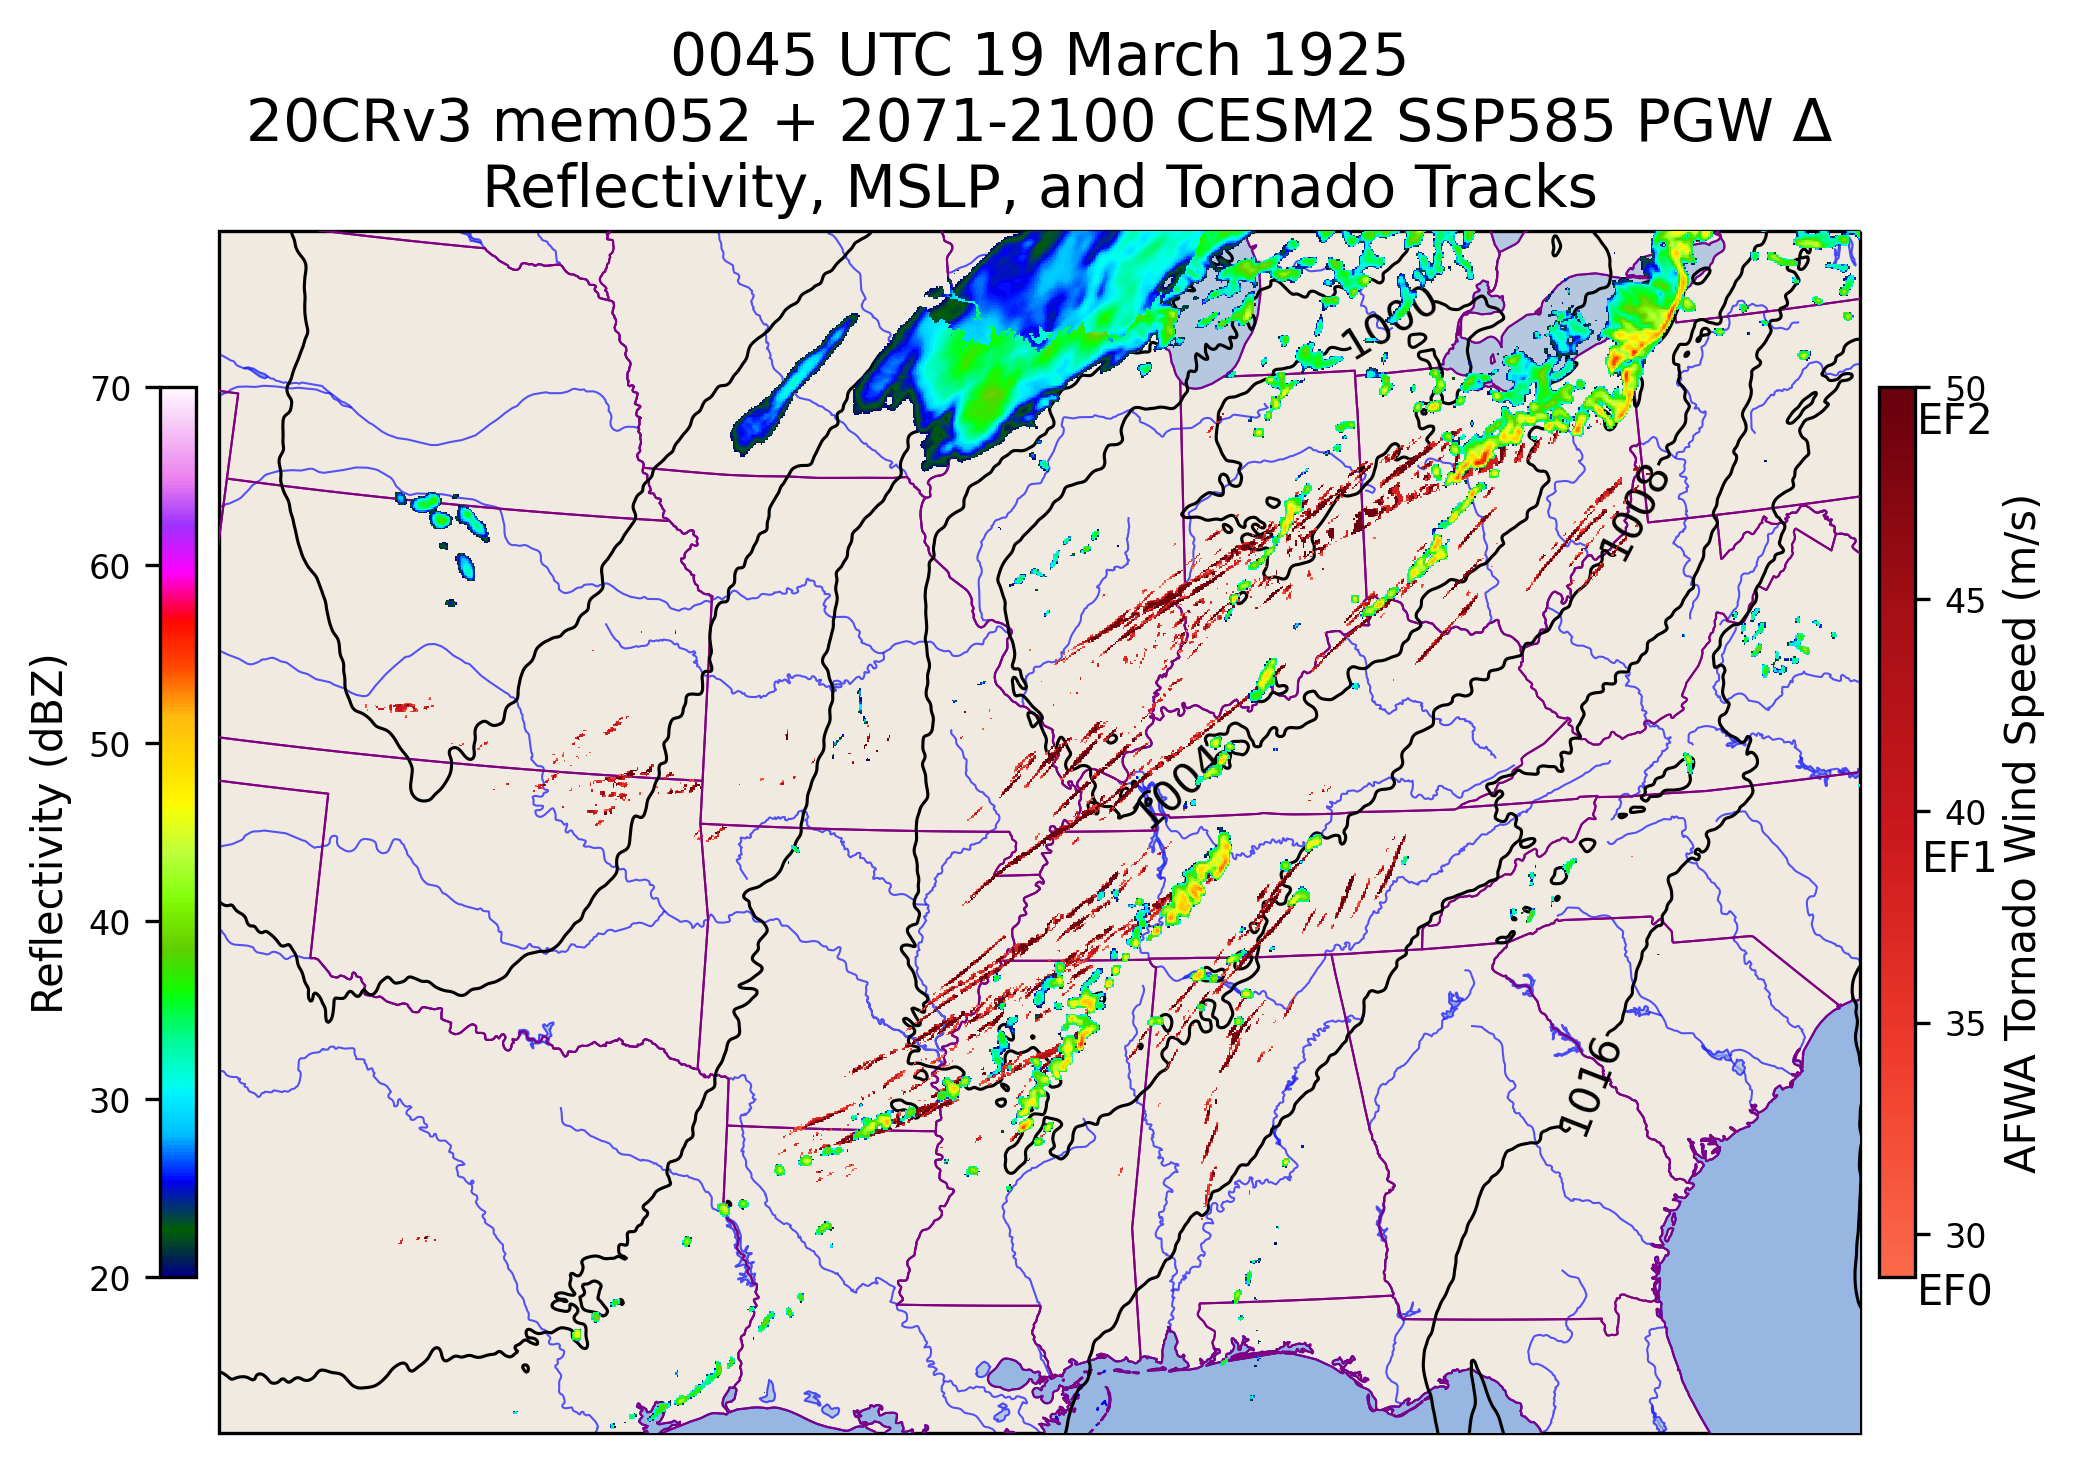 0045 UTC 19 March 1925
20CRv3 mem052 + 2071-2100 CESM2 SSP585 PGW Δ
Reflectivity, MSLP, and Tornado Tracks
Reflectivity (dBZ)
70
60
50
40
30
20
1000
1008
1004
1016
50
EF2
45
40
EF1
35
30
EF0
AFWA Tornado Wind Speed (m/s)